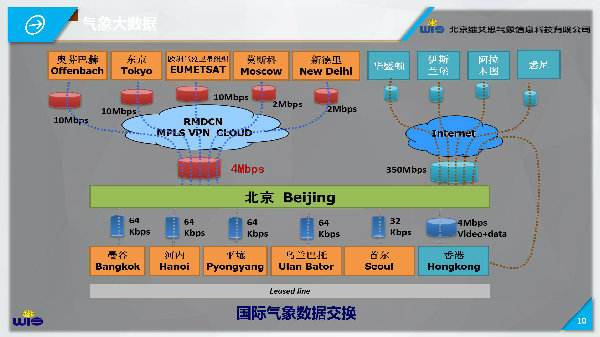 气象大数据
WIS 北京维艾思气象信息科技有限公司
奥芬巴赫
Offenbach
东京
Tokyo
欧洲气象卫星组织
EUMETSAT
莫斯科
Moscow
新德里
New Delhi
华盛顿
伊斯
兰堡
阿拉
木图
悉尼
10Mbps
10Mbps
10Mbps
2Mbps
2Mbps
RMDCN
MPLS VPN CLOUD
Internet
4Mbps
350Mbps
北京 Beijing
64
Kbps
64
Kbps
64
Kbps
64
Kbps
32
Kbps
4Mbps
Video+data
曼谷
Bangkok
河内
Hanoi
平壤
Pyongyang
乌兰巴托
Ulan Bator
首尔
Seoul
香港
Hongkong
Leased line
国际气象数据交换
WIS
10